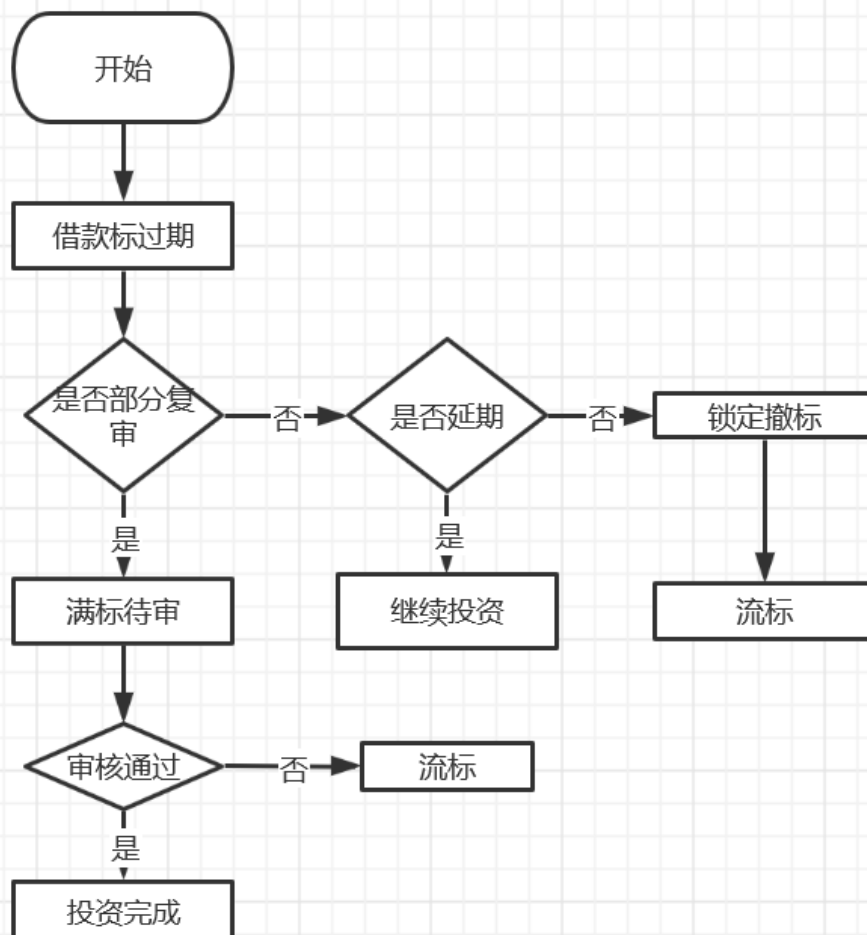 开始
借款标过期
是否部分复
审
否
是否延期
否
锁定撤标
是
是
满标待审
继续投资
流标
审核通过
否
流标
是
投资完成